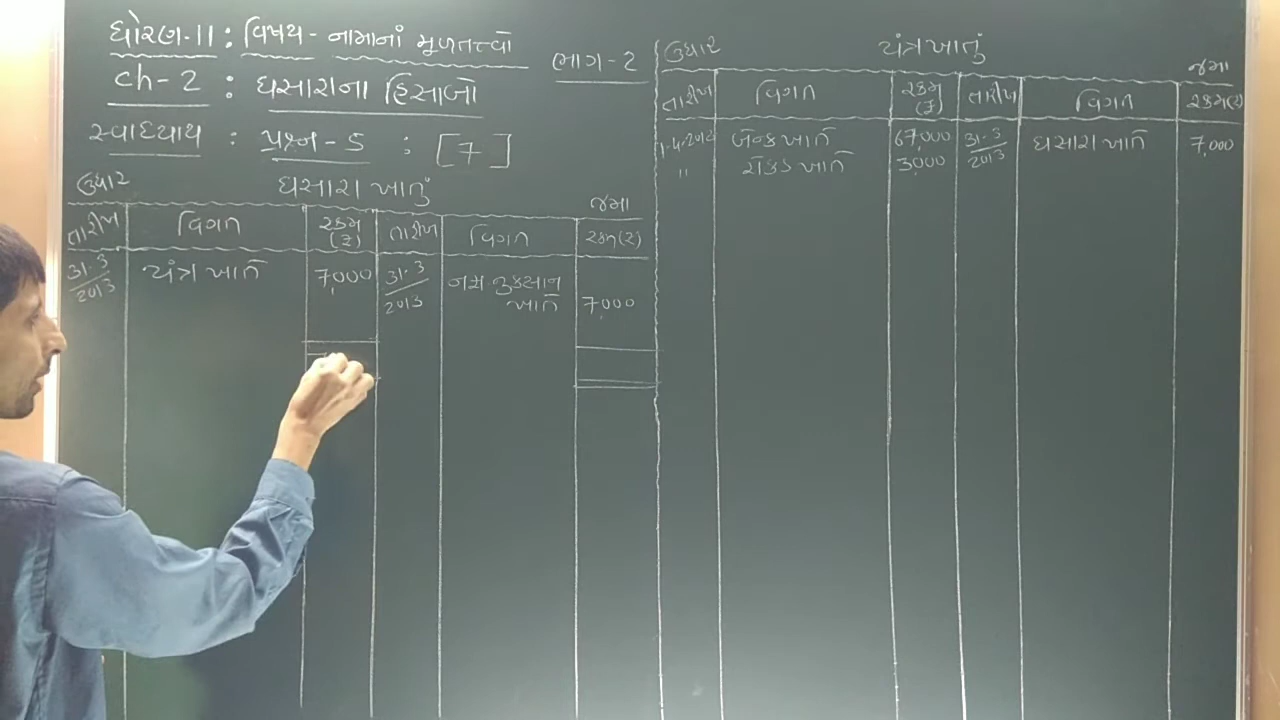 ધોરણ-11 : વિષય - નામાનાં મૂળતત્ત્વો
ભાગ-2
ch-2 : ઘસારાના હિસાબો
સ્વાધ્યાય : પ્રશ્ન-5 : [7]
ઉધાર ઘસારા ખાતું જમા
તારીખ વિગત રકમ (₹) તારીખ વિગત રકમ(₹)
31-3/2013 યંત્ર ખાતે 7,000 31-3/2013 નફા નુકસાન
ખાતે 7,000
ઉધાર યંત્રખાતું જમા
તારીખ વિગત રકમ (₹) તારીખ વિગત રકમ(₹)
1-4-2012 બૅન્ક ખાતે 67,000 31-3/2013 ઘસારા ખાતે 7,000
" રોકડ ખાતે 3,000